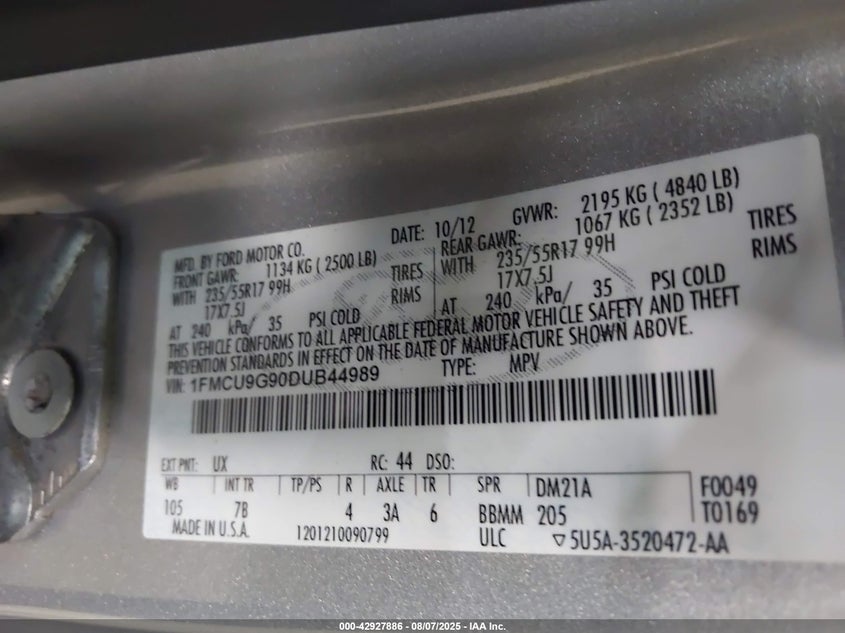 MFD. BY FORD MOTOR CO.
DATE: 10/12
GVWR: 2195 KG ( 4840 LB)
FRONT GAWR: 1134 KG ( 2500 LB)
REAR GAWR: 1067 KG ( 2352 LB)
WITH 235/55R17 99H TIRES
WITH 235/55R17 99H TIRES
17X7.5J RIMS
17X7.5J RIMS
AT 240 kPa/ 35 PSI COLD
AT 240 kPa/ 35 PSI COLD
THIS VEHICLE CONFORMS TO ALL APPLICABLE FEDERAL MOTOR VEHICLE SAFETY AND THEFT
PREVENTION STANDARDS IN EFFECT ON THE DATE OF MANUFACTURE SHOWN ABOVE.
VIN: 1FMCU9G90DUB44989 TYPE: MPV
EXT PNT: UX RC: 44 DSO:
WB INT TR TP/PS R AXLE TR SPR DM21A F0049
105 7B 4 3A 6 BBMM 205 T0169
MADE IN U.S.A. 1201210090799 ULC ▽5U5A-3520472-AA
000-42927886 - 08/07/2025 - IAA Inc.